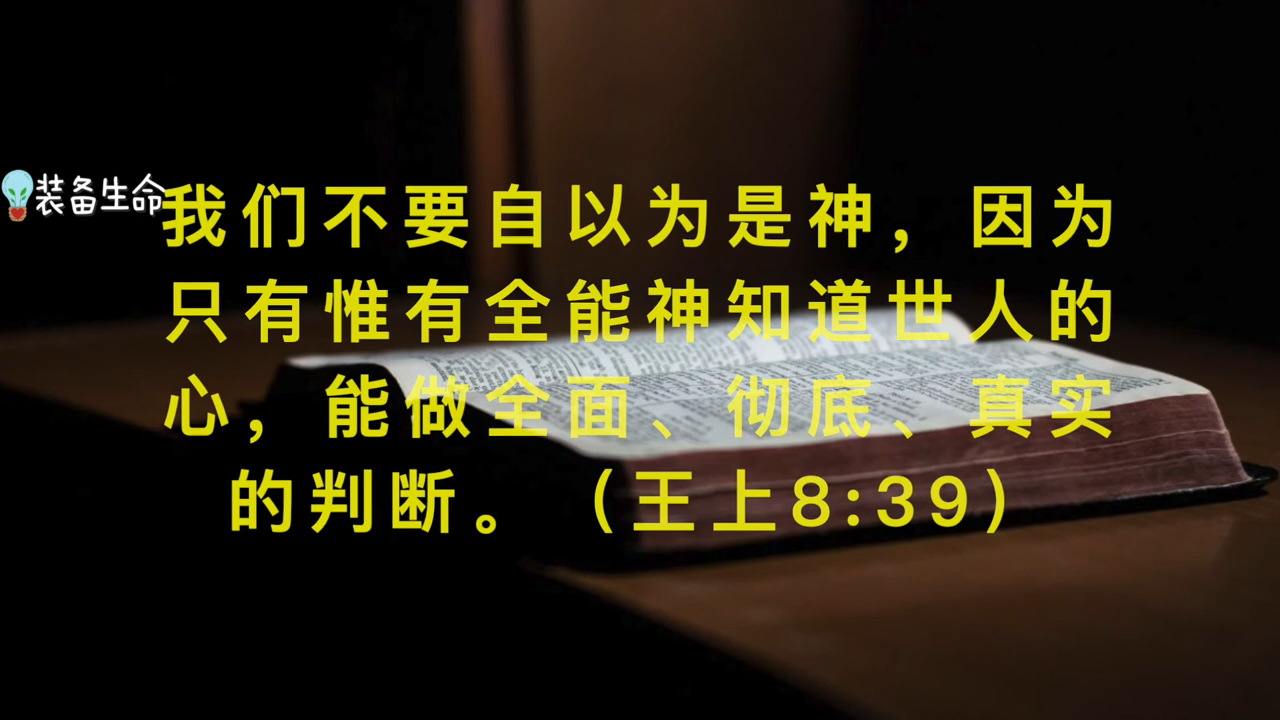 装备生命
我们不要自以为是神，因为
只有惟有全能神知道世人的
心，能做全面、彻底、真实
的判断。（王上8:39）